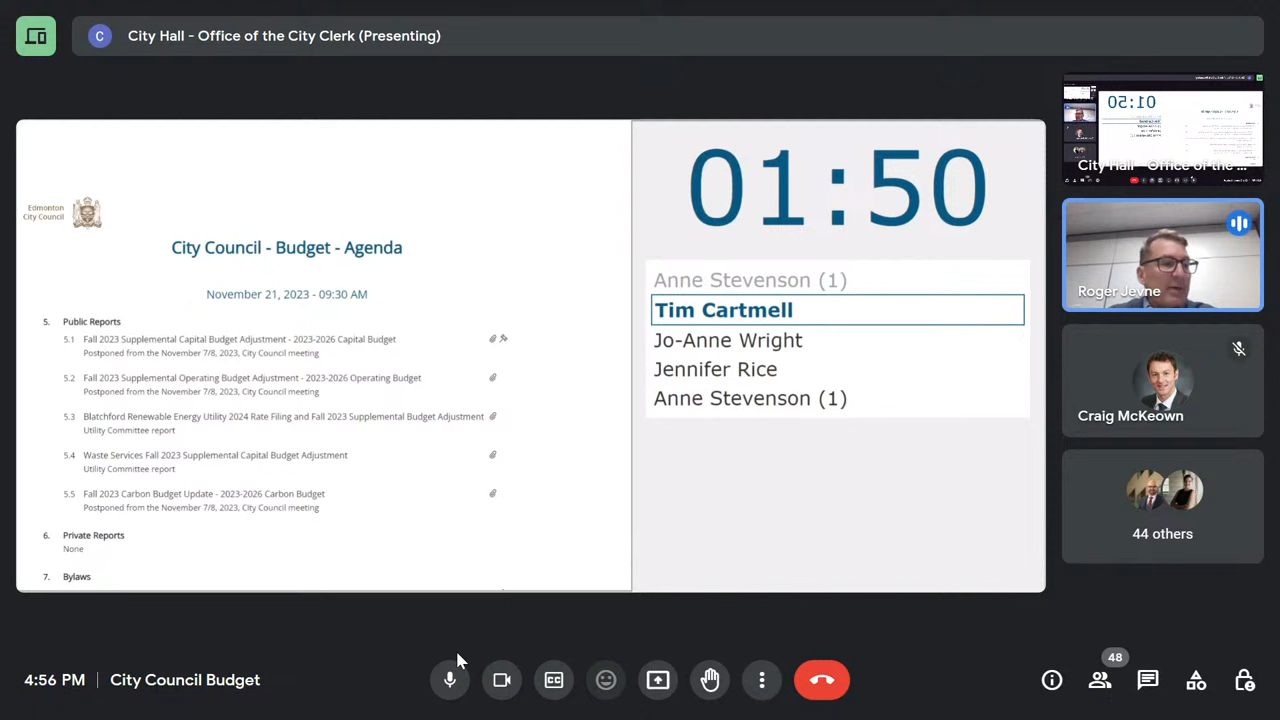 City Hall - Office of the City Clerk (Presenting)
C
Edmonton
City Council
City Council - Budget - Agenda
November 21, 2023 - 09:30 AM
5. Public Reports
5.1 Fall 2023 Supplemental Capital Budget Adjustment - 2023-2026 Capital Budget
Postponed from the November 7/8, 2023, City Council meeting
5.2 Fall 2023 Supplemental Operating Budget Adjustment - 2023-2026 Operating Budget
Postponed from the November 7/8, 2023, City Council meeting
5.3 Blatchford Renewable Energy Utility 2024 Rate Filing and Fall 2023 Supplemental Budget Adjustment
Utility Committee report
5.4 Waste Services Fall 2023 Supplemental Capital Budget Adjustment
Utility Committee report
5.5 Fall 2023 Carbon Budget Update - 2023-2026 Carbon Budget
Postponed from the November 7/8, 2023, City Council meeting
6. Private Reports
None
7. Bylaws
01:50
Anne Stevenson (1)
Tim Cartmell
Jo-Anne Wright
Jennifer Rice
Anne Stevenson (1)
01:50
City Hall - Office of the ...
Roger Jevne
Craig McKeown
44 others
4:56 PM | City Council Budget
48